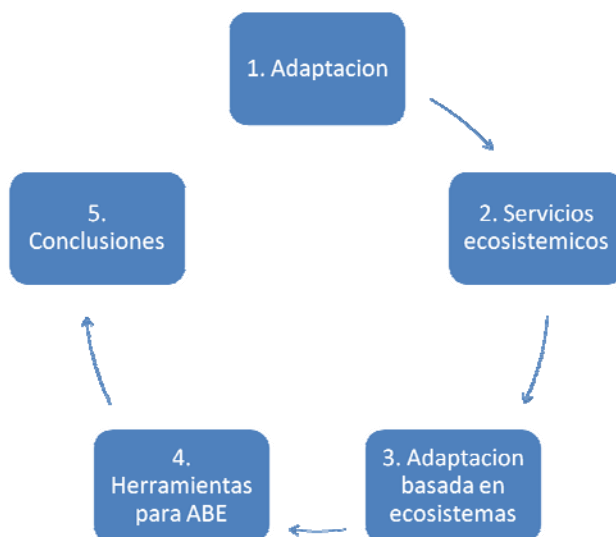 1. Adaptacion
2. Servicios
ecosistemicos
3. Adaptacion
basada en
ecosistemas
4.
Herramientas
para ABE
5.
Conclusiones